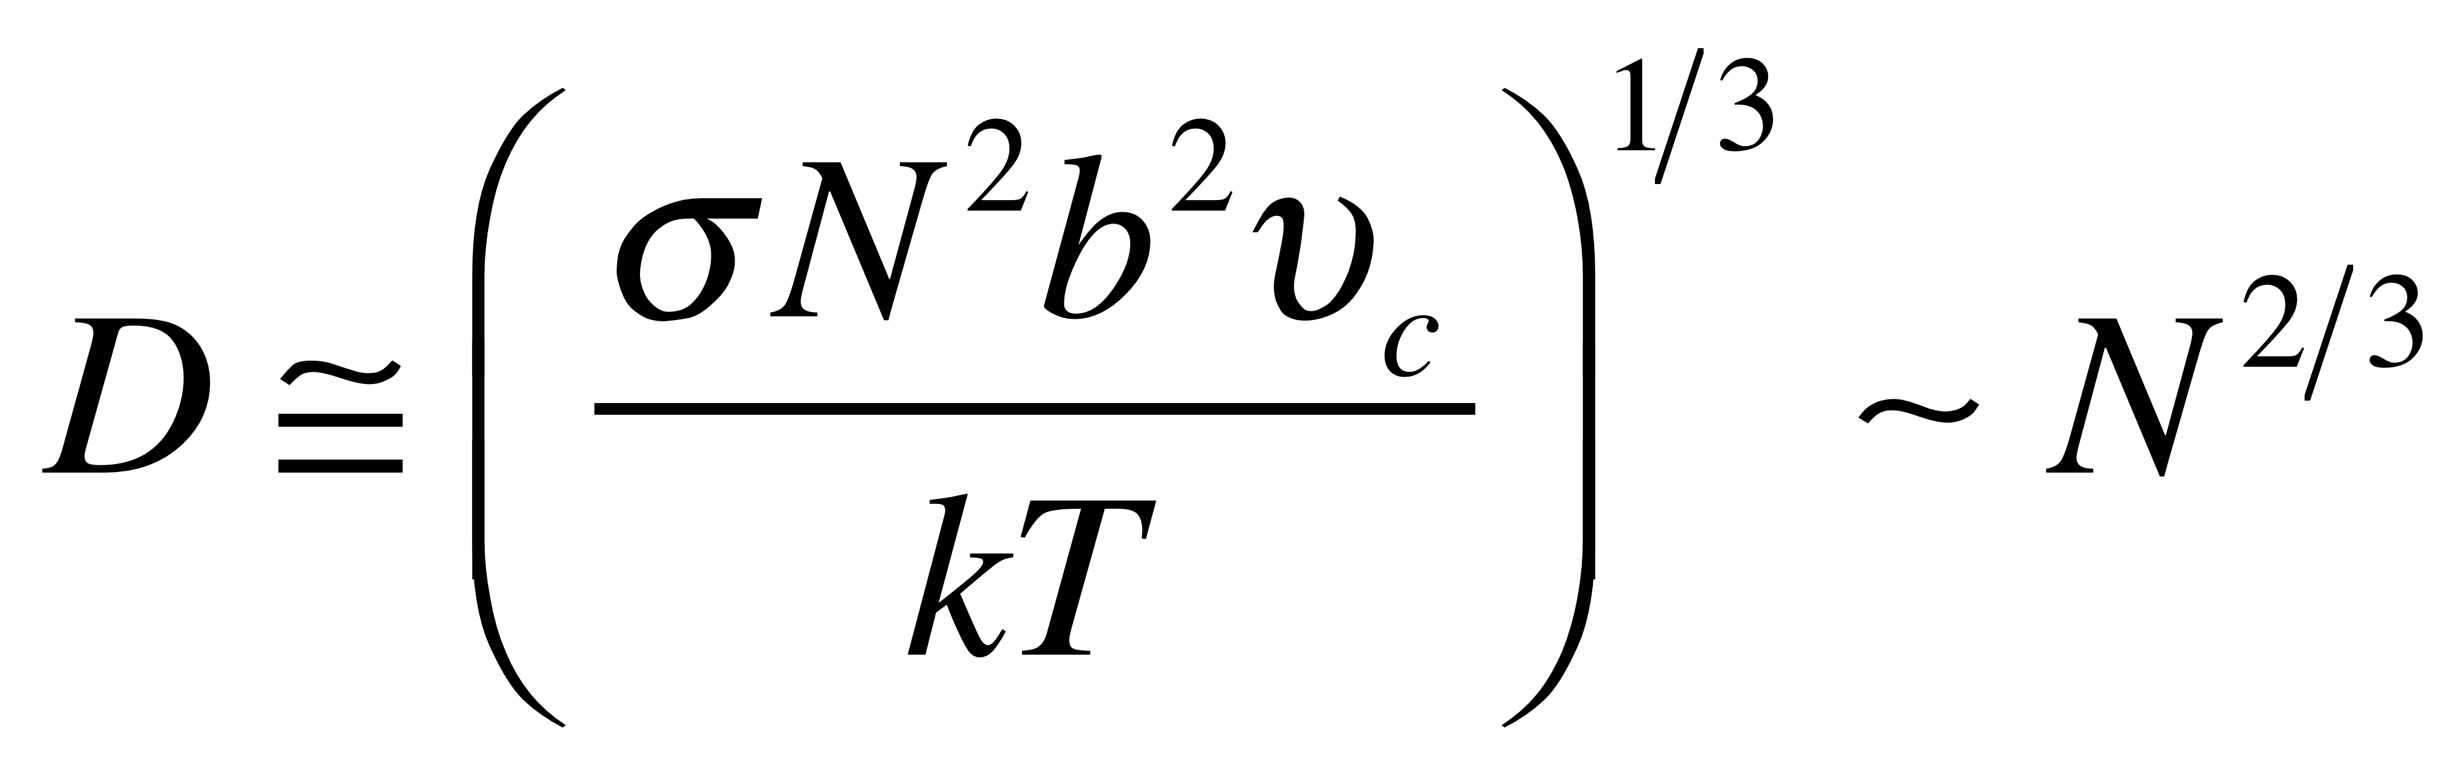 D ≅ (σN²b²υ_c / kT)^{1/3} ~ N^{2/3}